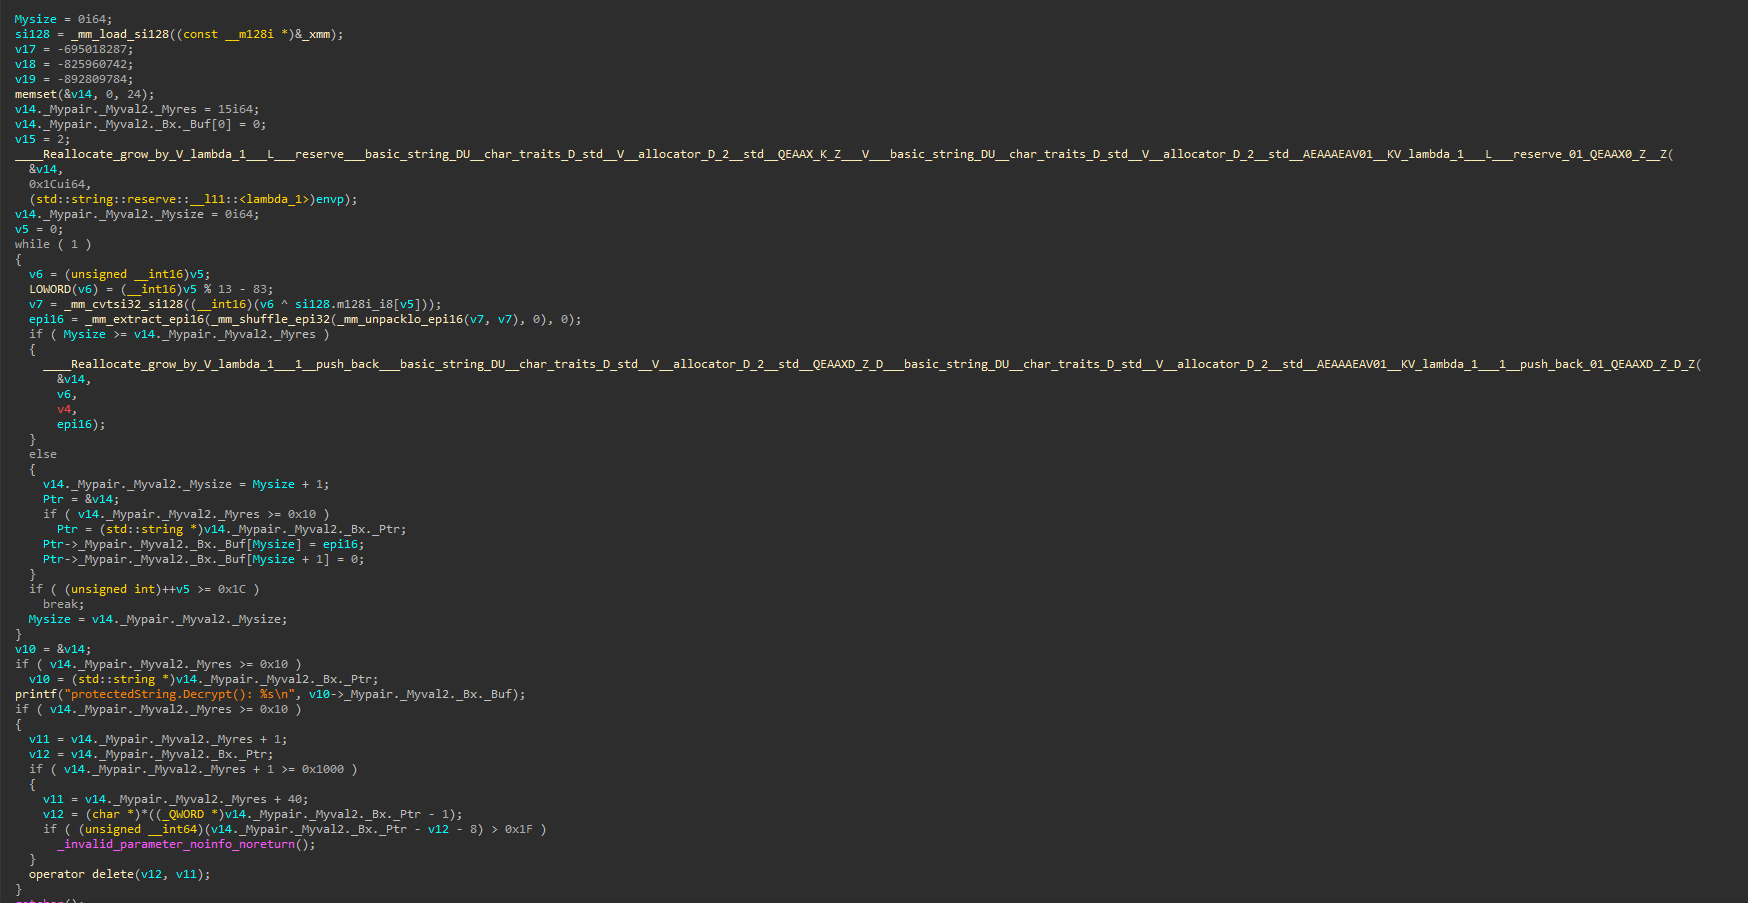 Mysize = 0i64;
si128 = _mm_load_si128((const __m128i *)&_xmm);
v17 = -695018287;
v18 = -825960742;
v19 = -892809784;
memset(&v14, 0, 24);
v14._Mypair._Myval2._Myres = 15i64;
v14._Mypair._Myval2._Bx._Buf[0] = 0;
v15 = 2;
____Reallocate_grow_by_V_lambda_1___L___reserve___basic_string_DU__char_traits_D_std__V__allocator_D_2__std__QEAAX_K_Z___V___basic_string_DU__char_traits_D_std__V__allocator_D_2__std__AEAAAEAV01__KV_lambda_1___L___reserve_01_QEAAX0_Z__Z(
&v14,
0x1Cui64,
(std::string::reserve::__l11::<lambda_1>)envp);
v14._Mypair._Myval2._Mysize = 0i64;
v5 = 0;
while ( 1 )
{
v6 = (unsigned __int16)v5;
LOWORD(v6) = (__int16)v5 % 13 - 83;
v7 = _mm_cvtsi32_si128((__int16)(v6 ^ si128.m128i_i8[v5]));
epi16 = _mm_extract_epi16(_mm_shuffle_epi32(_mm_unpacklo_epi16(v7, v7), 0), 0);
if ( Mysize >= v14._Mypair._Myval2._Myres )
{
____Reallocate_grow_by_V_lambda_1___1__push_back___basic_string_DU__char_traits_D_std__V__allocator_D_2__std__QEAAXD_Z_D___basic_string_DU__char_traits_D_std__V__allocator_D_2__std__AEAAAEAV01__KV_lambda_1___1__push_back_01_QEAAXD_Z_D_Z(
&v14,
v6,
v4,
epi16);
}
else
{
v14._Mypair._Myval2._Mysize = Mysize + 1;
Ptr = &v14;
if ( v14._Mypair._Myval2._Myres >= 0x10 )
Ptr = (std::string *)v14._Mypair._Myval2._Bx._Ptr;
Ptr->_Mypair._Myval2._Bx._Buf[Mysize] = epi16;
Ptr->_Mypair._Myval2._Bx._Buf[Mysize + 1] = 0;
}
if ( (unsigned int)++v5 >= 0x1C )
break;
Mysize = v14._Mypair._Myval2._Mysize;
}
v10 = &v14;
if ( v14._Mypair._Myval2._Myres >= 0x10 )
v10 = (std::string *)v14._Mypair._Myval2._Bx._Ptr;
printf("protectedString.Decrypt(): %s\n", v10->_Mypair._Myval2._Bx._Buf);
if ( v14._Mypair._Myval2._Myres >= 0x10 )
{
v11 = v14._Mypair._Myval2._Myres + 1;
v12 = v14._Mypair._Myval2._Bx._Ptr;
if ( v14._Mypair._Myval2._Myres + 1 >= 0x1000 )
{
v11 = v14._Mypair._Myval2._Myres + 40;
v12 = (char *)*((_QWORD *)v14._Mypair._Myval2._Bx._Ptr - 1);
if ( (unsigned __int64)(v14._Mypair._Myval2._Bx._Ptr - v12 - 8) > 0x1F )
_invalid_parameter_noinfo_noreturn();
}
operator delete(v12, v11);
}